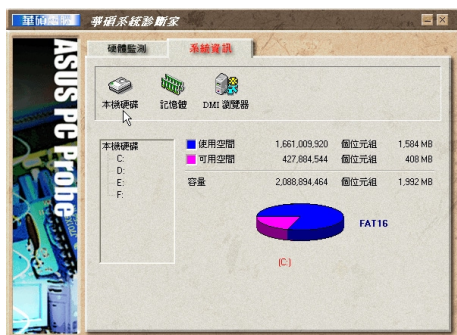 華碩電腦 華碩系統診斷家
ASUS PC Probe
硬體監測 系統資訊
本機硬碟 記憶體 DMI 瀏覽器
本機硬碟
C:
D:
E:
F:
使用空間 1,661,009,920 個位元組 1,584 MB
可用空間 427,884,544 個位元組 408 MB
容量 2,088,894,464 個位元組 1,992 MB
FAT16
(C:)